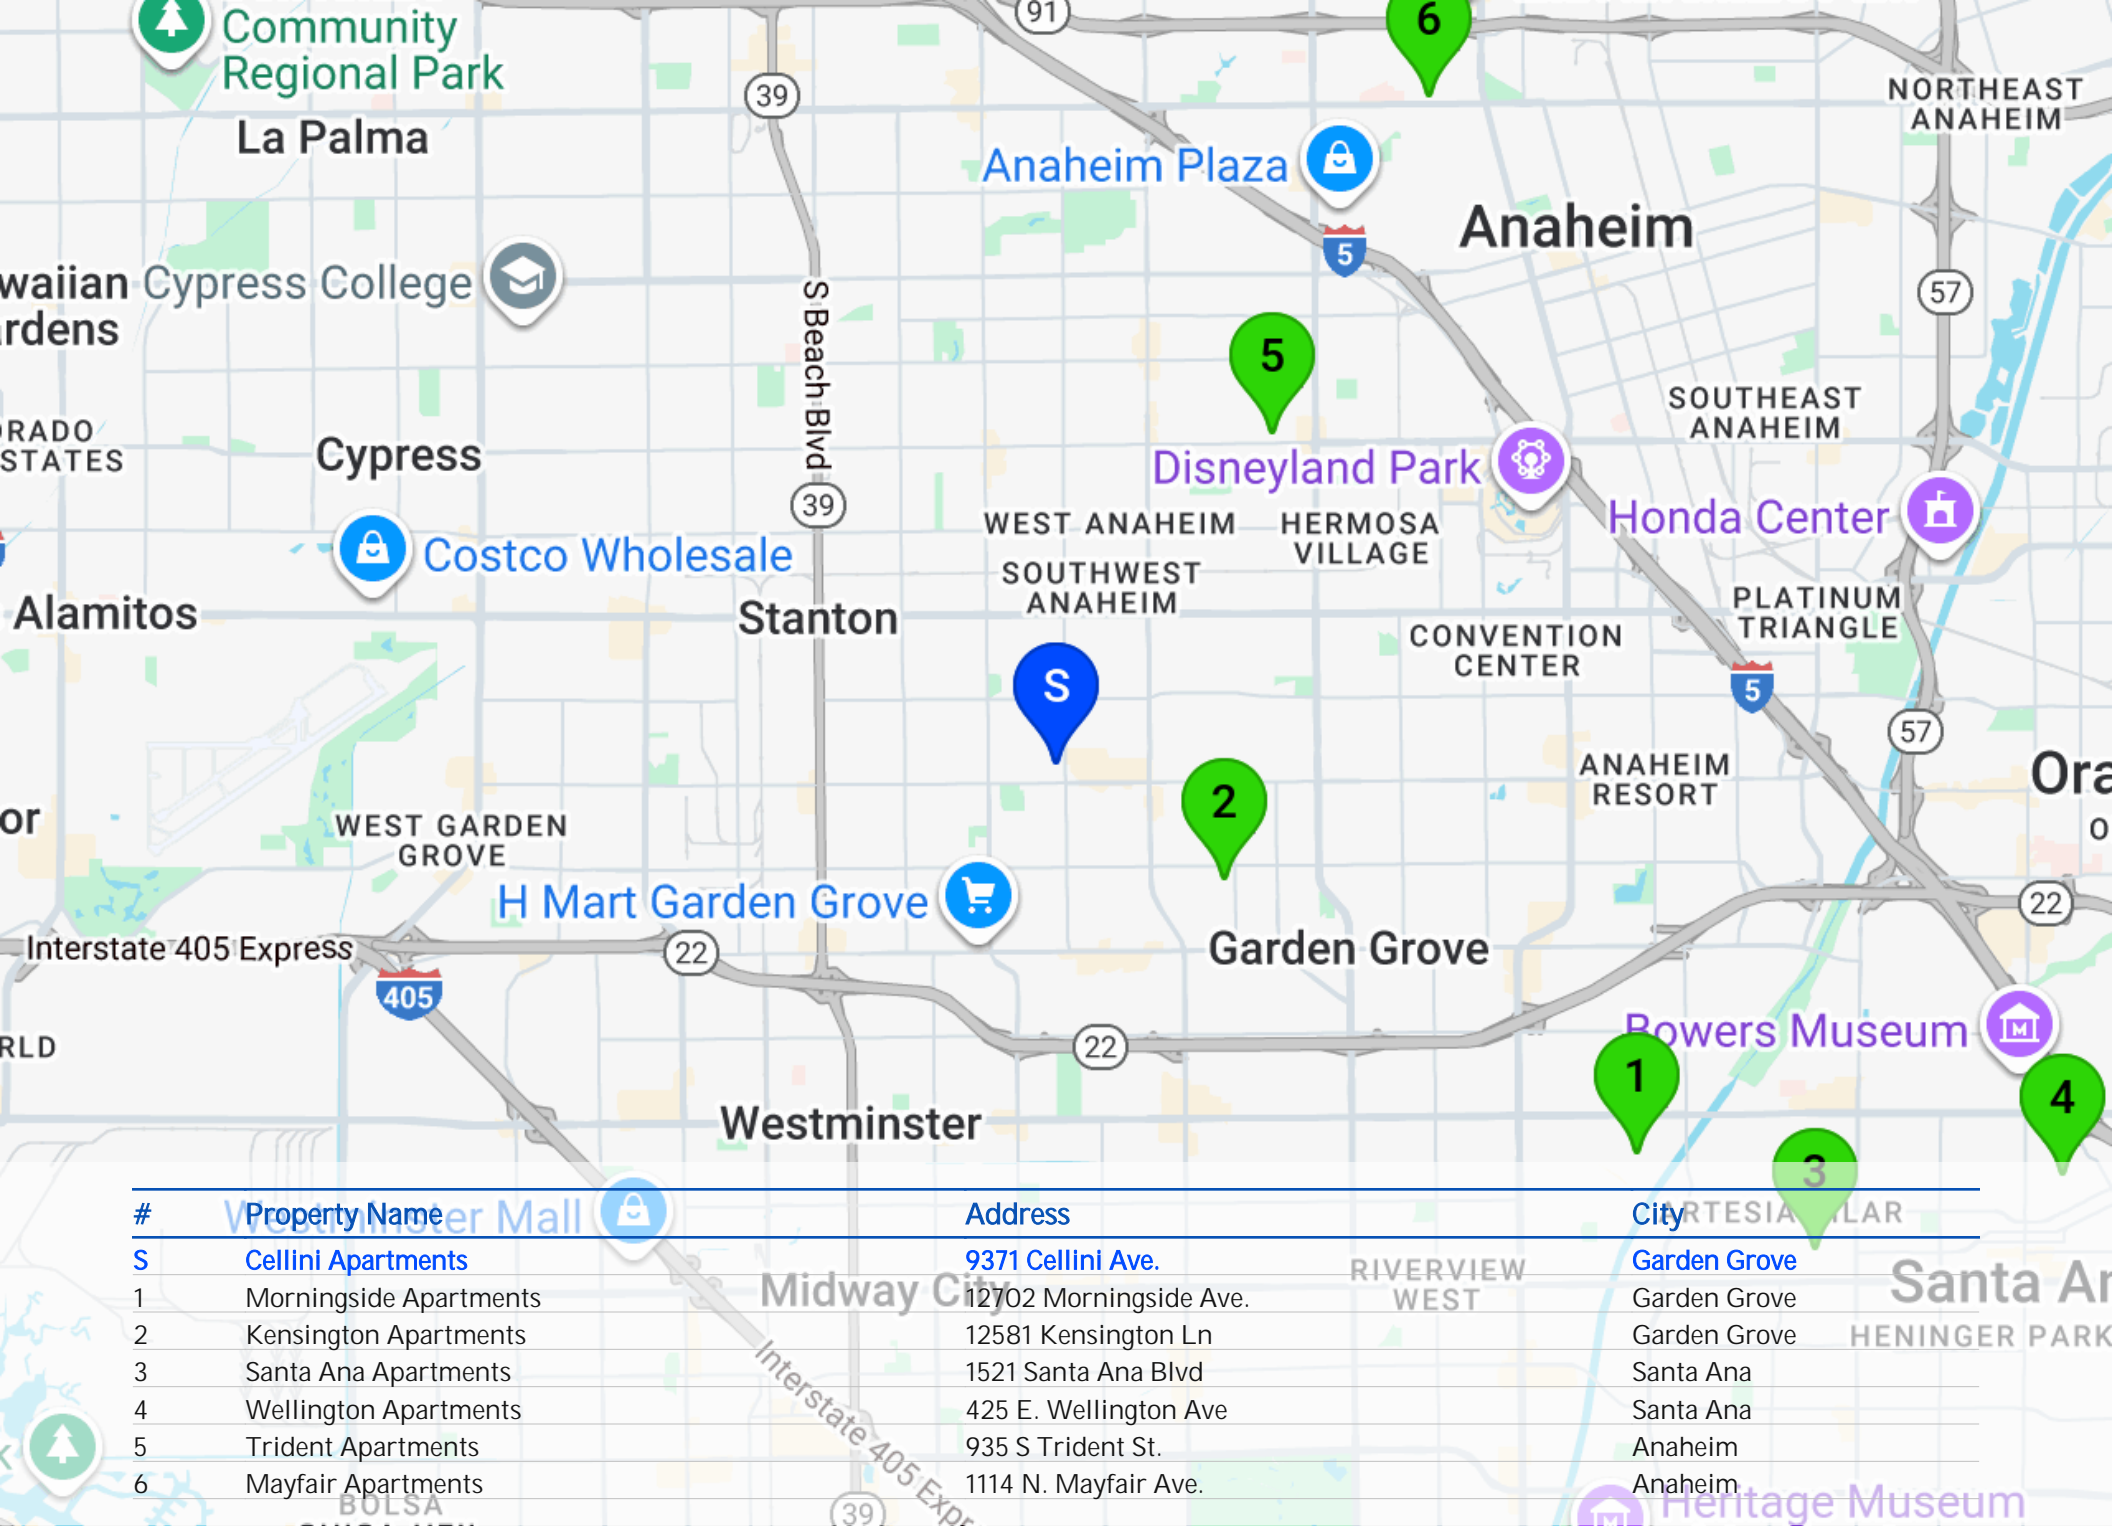 Community
Regional Park
91
6
39
NORTHEAST
ANAHEIM
La Palma
Anaheim Plaza
Anaheim
5
waiian
rdens
Cypress College
S Beach Blvd
57
5
RADO
STATES
Cypress
SOUTHEAST
ANAHEIM
Disneyland Park
39
WEST ANAHEIM
HERMOSA
VILLAGE
Honda Center
Costco Wholesale
SOUTHWEST
ANAHEIM
Alamitos
Stanton
PLATINUM
TRIANGLE
CONVENTION
CENTER
S
5
57
ANAHEIM
RESORT
Ora
2
or
WEST GARDEN
GROVE
O
H Mart Garden Grove
22
Interstate 405 Express
22
Garden Grove
405
Bowers Museum
RLD
22
1
4
Westminster
3
Westminster Mall
ARTESIA PILAR
# Property Name Address City
S Cellini Apartments 9371 Cellini Ave. Garden Grove
1 Morningside Apartments 12702 Morningside Ave. Garden Grove
2 Kensington Apartments 12581 Kensington Ln Garden Grove
3 Santa Ana Apartments 1521 Santa Ana Blvd Santa Ana
4 Wellington Apartments 425 E. Wellington Ave Santa Ana
5 Trident Apartments 935 S Trident St. Anaheim
6 Mayfair Apartments 1114 N. Mayfair Ave. Anaheim
Midway City
RIVERVIEW
WEST
Santa An
HENINGER PARK
Interstate 405 Expr
K
BOLSA
39
Heritage Museum